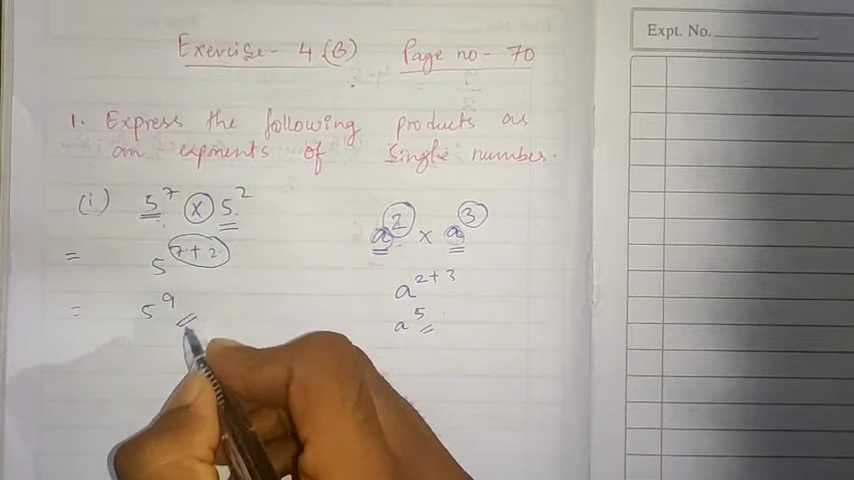 Exercise - 4 (B) Page no - 70
Expt. No.
1. Express the following products as
an exponents of single number.
(i) 5^7 × 5^2
a^2 × a^3
= 5^7+2
a^2+3
= 5^9
a^5